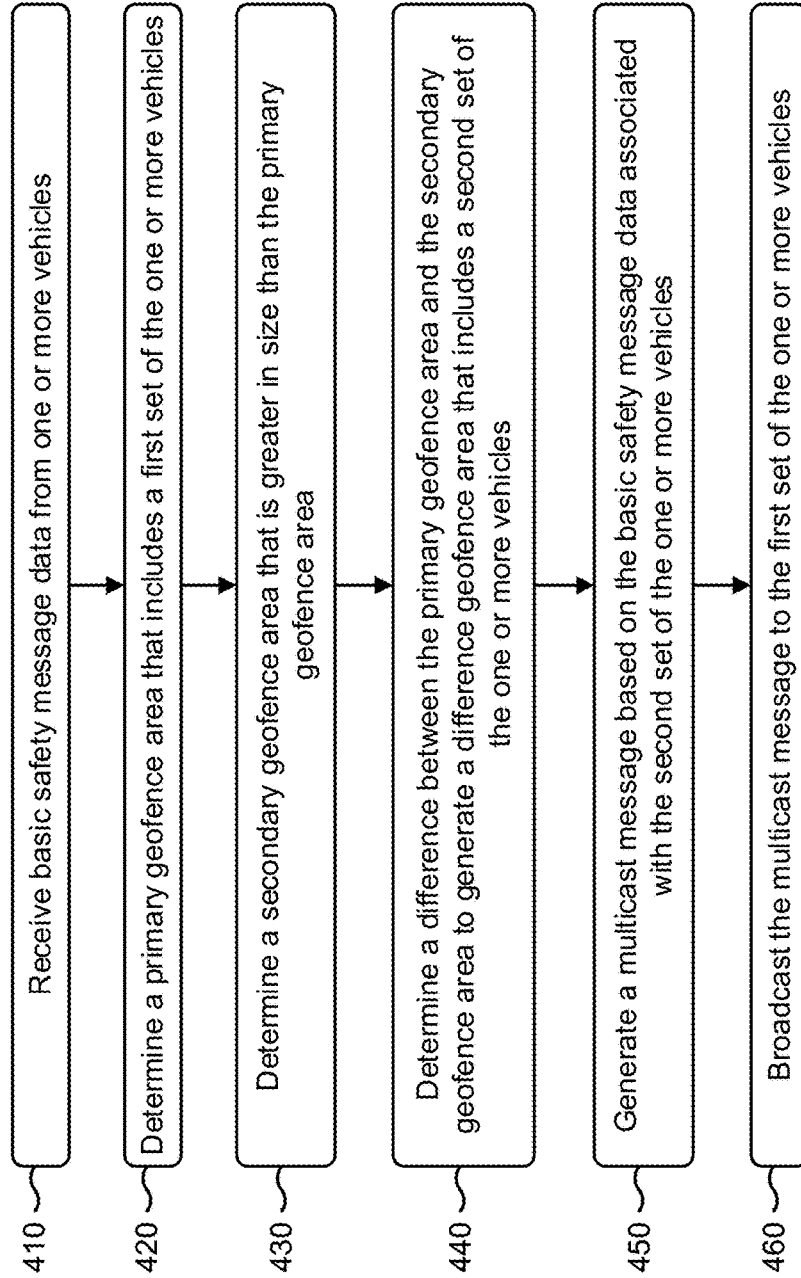 410
Receive basic safety message data from one or more vehicles
420
Determine a primary geofence area that includes a first set of the one or more vehicles
430
Determine a secondary geofence area that is greater in size than the primary
geofence area
440
Determine a difference between the primary geofence area and the secondary
geofence area to generate a difference geofence area that includes a second set of
the one or more vehicles
450
Generate a multicast message based on the basic safety message data associated
with the second set of the one or more vehicles
460
Broadcast the multicast message to the first set of the one or more vehicles